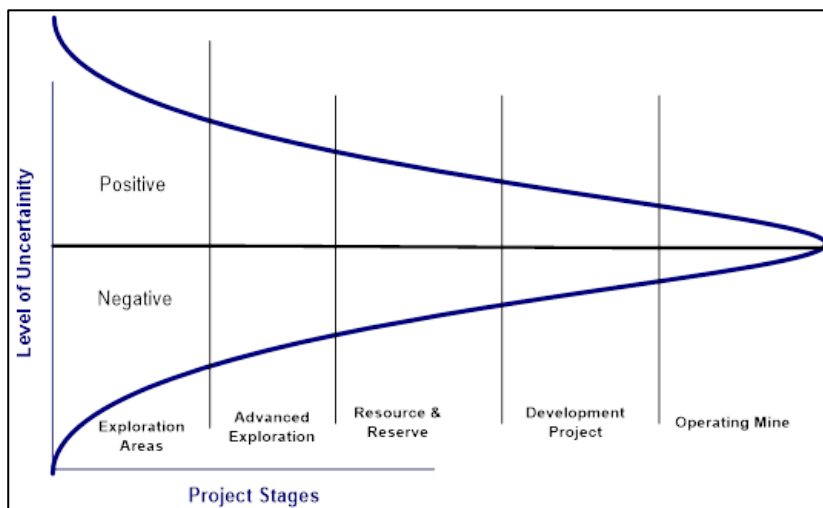 Level of Uncertainity
Positive
Negative
Exploration
Areas
Advanced
Exploration
Resource &
Reserve
Development
Project
Operating Mine
Project Stages